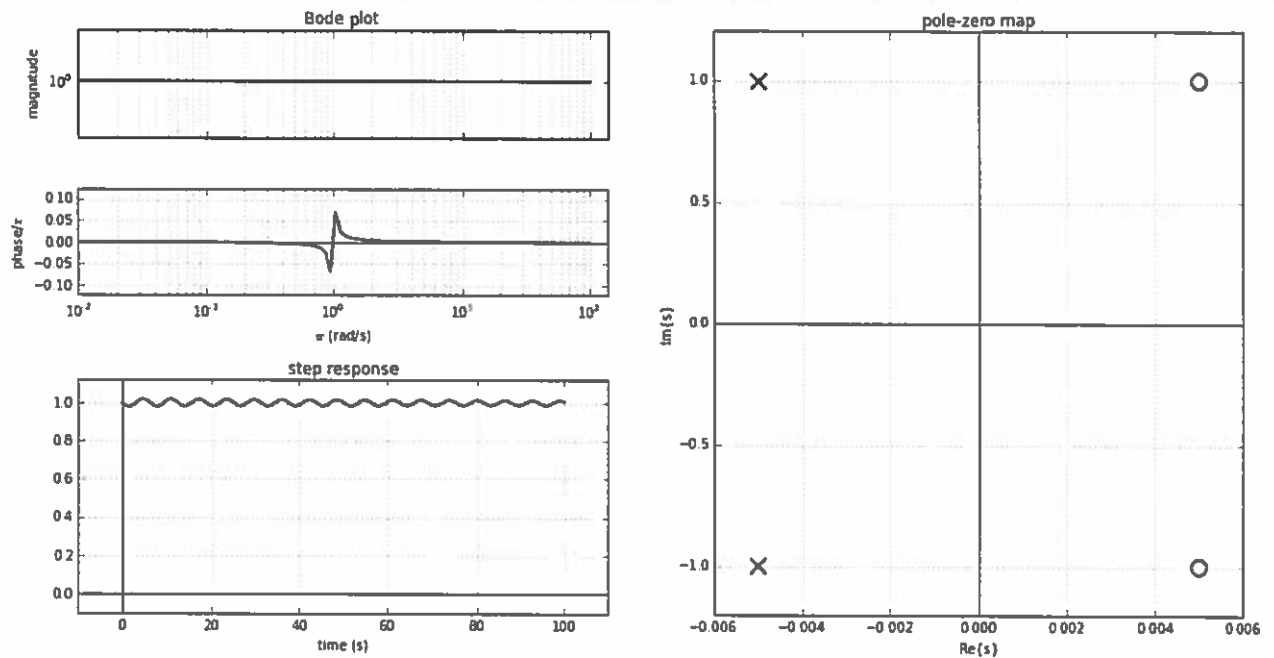 Bode plot
magnitude
10⁰
phase/π
0.10
0.05
0.00
−0.05
−0.10
10⁻² 10⁻¹ 10⁰ 10¹ 10²
(rad/s)
step response
1.0
0.8
0.6
0.4
0.2
0.0
0 20 40 60 80 100
time (s)
pole-zero map
Im{s}
1.0
0.5
0.0
−0.5
−1.0
−0.006 −0.004 −0.002 0.000 0.002 0.004 0.006
Re{s}